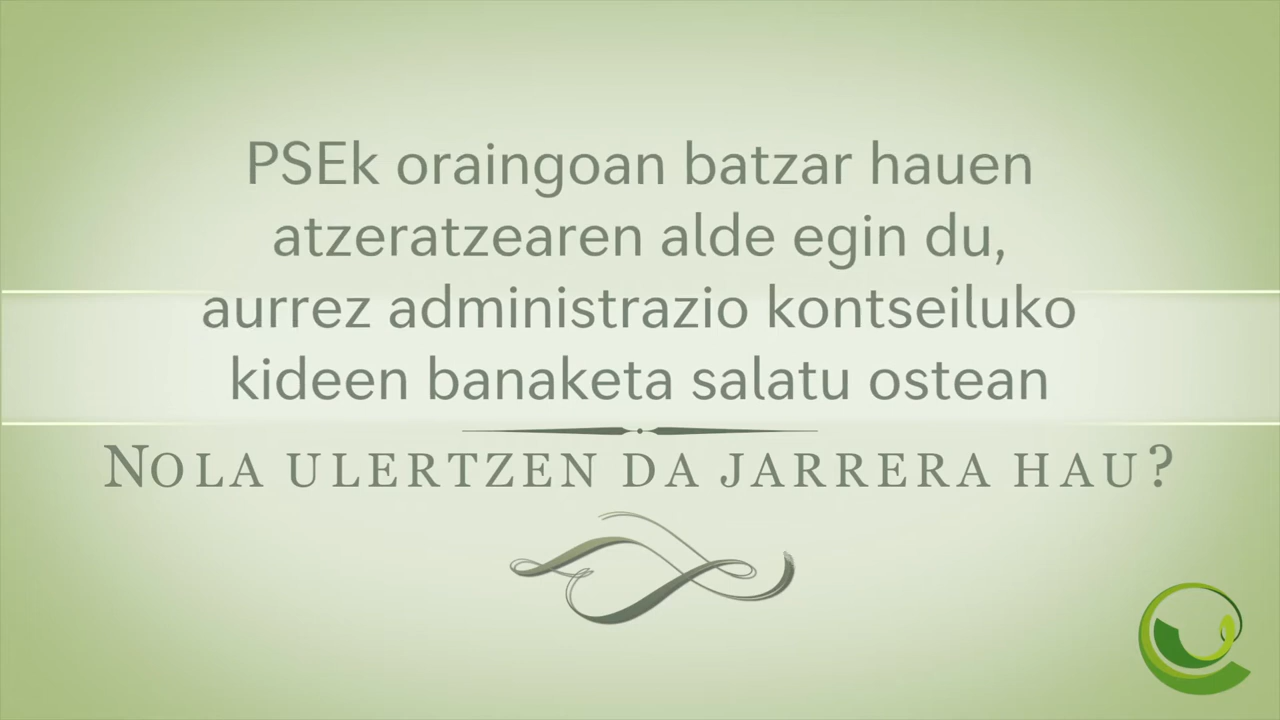 PSEk oraingoan batzar hauen
atzeratzearen alde egin du,
aurrez administrazio kontseiluko
kideen banaketa salatu ostean
NOLA ULERTZEN DA JARRERA HAU?